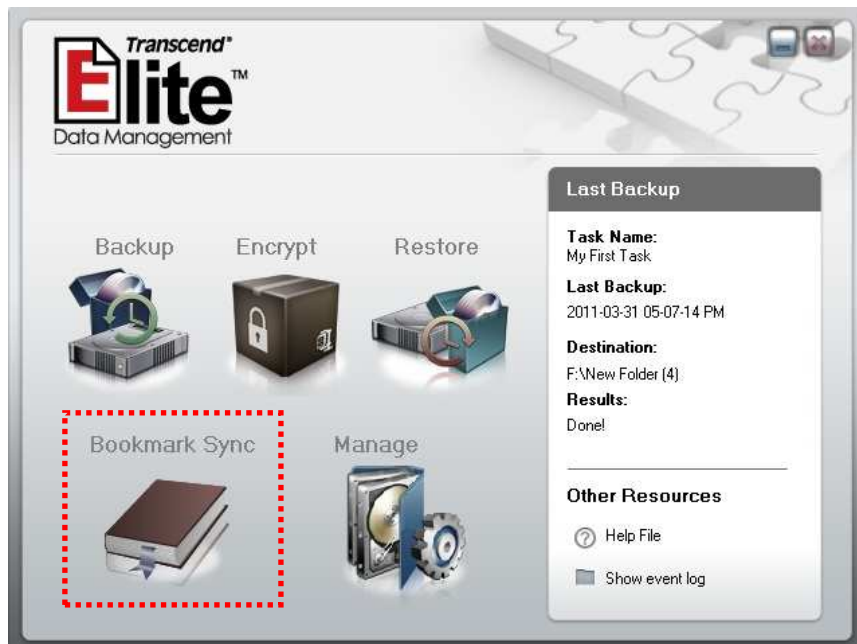 Transcend®
Elite™
Data Management
Last Backup
Task Name:
My First Task
Last Backup:
2011-03-31 05-07-14 PM
Destination:
F:\New Folder (4)
Results:
Done!
Other Resources
Help File
Show event log
Backup Encrypt Restore
Bookmark Sync Manage